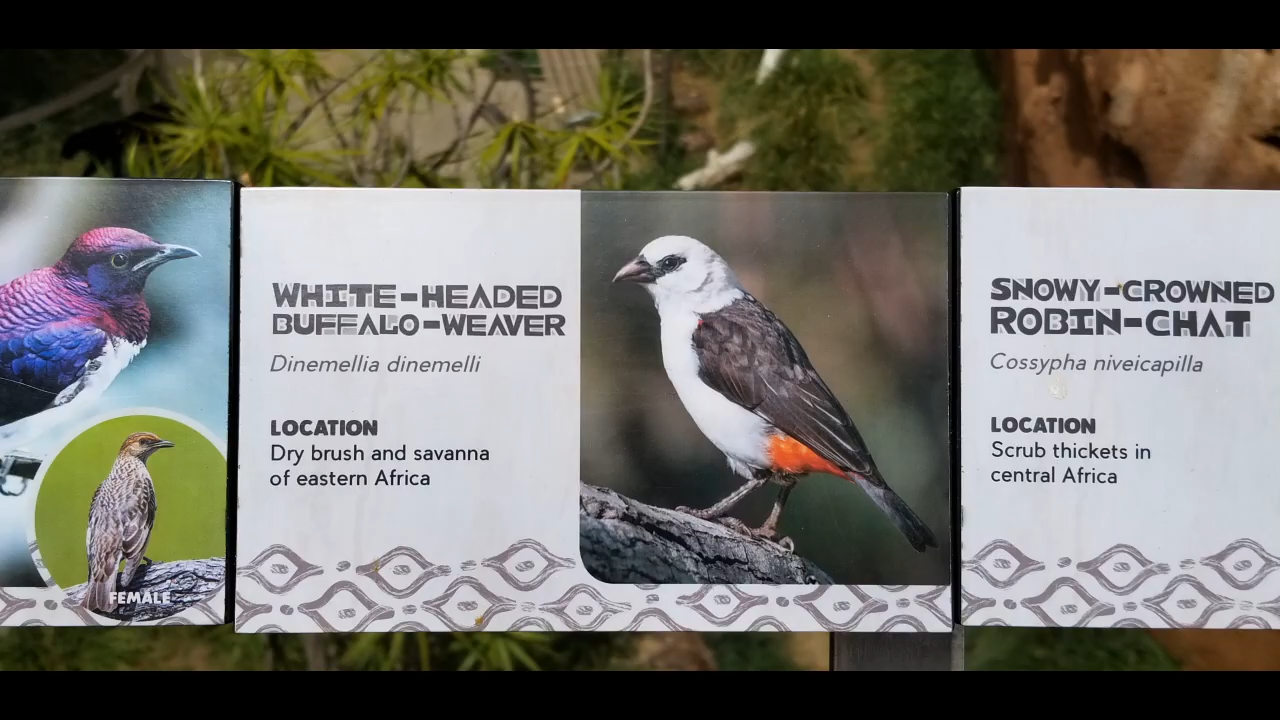 FEMALE
WHITE-HEADED
BUFFALO-WEAVER
Dinemellia dinemelli
LOCATION
Dry brush and savanna
of eastern Africa
SNOWY-CROWNED
ROBIN-CHAT
Cossypha niveicapilla
LOCATION
Scrub thickets in
central Africa